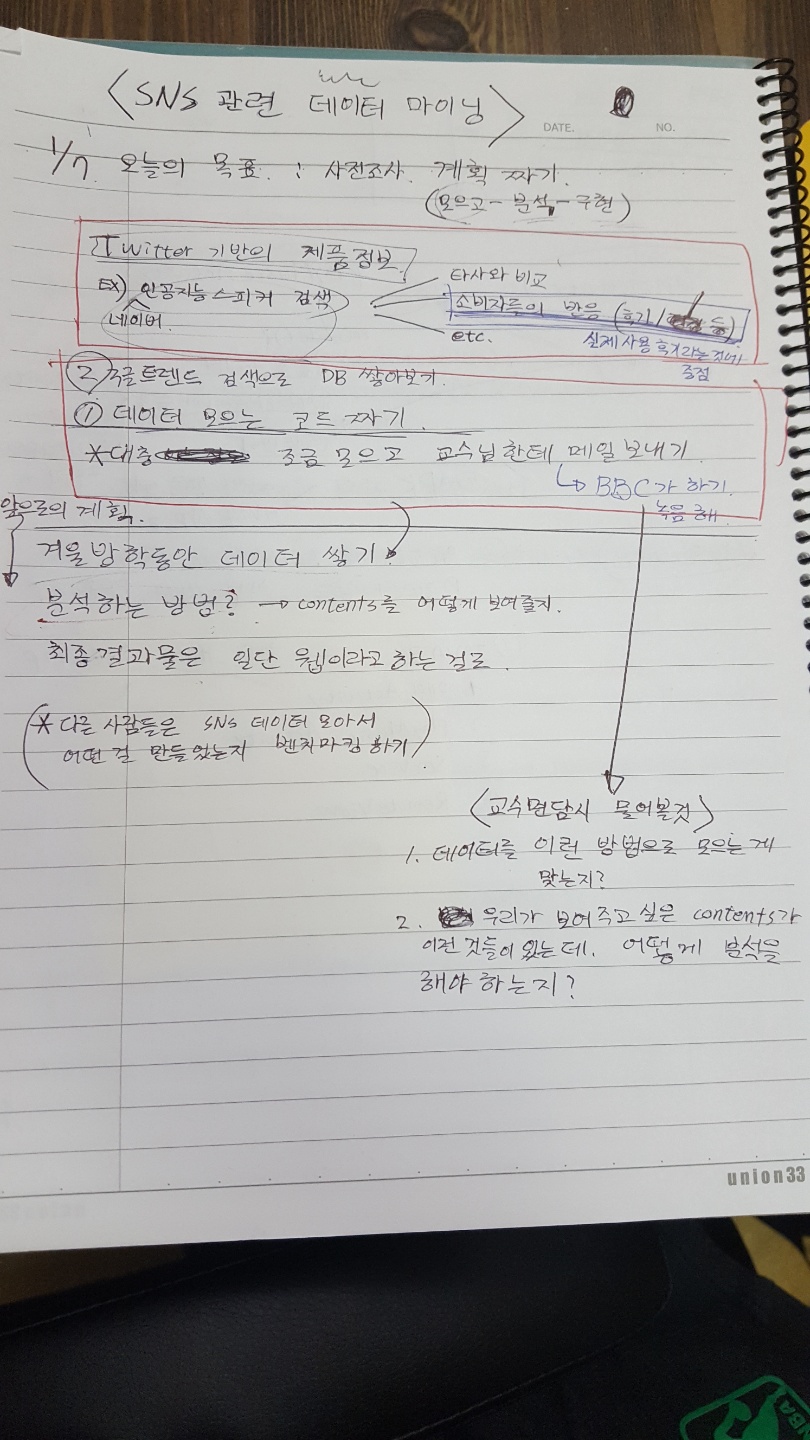 <SNS 관련 데이터 마이닝>
DATE. NO.
1/7 오늘의 목표 : 사전조사. 계획 짜기.
(모으고 - 분석 - 구현)
Twitter 기반의 제품정보
EX) 인공지능스피커 검색
네이버
타사와 비교
소비자들의 반응 (후기/ 등)
실제 사용 후기라는것에
중점
etc.
② 구글트렌드 검색으로 DB 쌓아보기.
① 데이터 모으는 코드 짜기.
*대충 조금 모으고 교수님한테 메일 보내기.
↳ BBC가 하기.
녹음 해.
앞으로의 계획.
겨울방학동안 데이터 쌓기.
분석하는 방법? → contents를 어떻게 보여줄지.
최종결과물은 일단 웹이라고 하는 걸로.
(* 다른 사람들은 SNS 데이터 모아서
어떤 걸 만들었는지 벤치마킹 하기)
<교수면담시 물어볼것>
1. 데이터를 이런 방법으로 모으는게
맞는지?
2. 우리가 보여주고 싶은 contents가
이런 것들이 있는데. 어떻게 분석을
해야 하는지?
union33